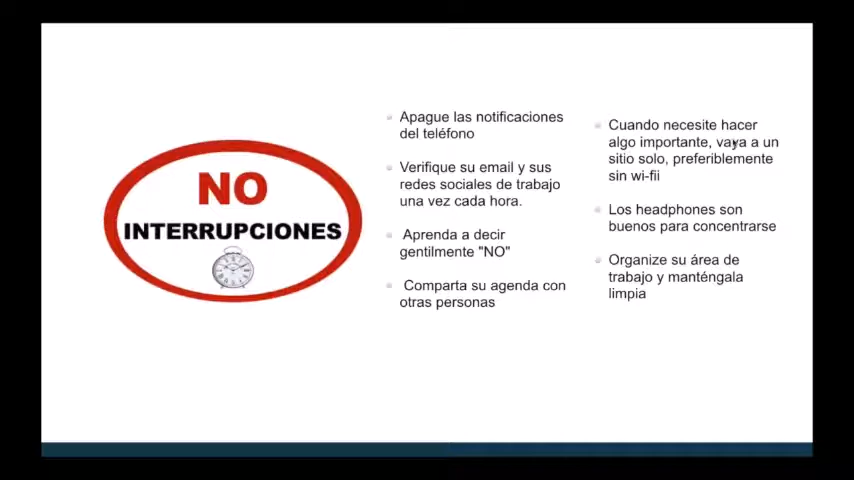 NO
INTERRUPCIONES
Apague las notificaciones
del teléfono
Verifique su email y sus
redes sociales de trabajo
una vez cada hora.
Aprenda a decir
gentilmente "NO"
Comparta su agenda con
otras personas
Cuando necesite hacer
algo importante, vaya a un
sitio solo, preferiblemente
sin wi-fii
Los headphones son
buenos para concentrarse
Organize su área de
trabajo y manténgala
limpia